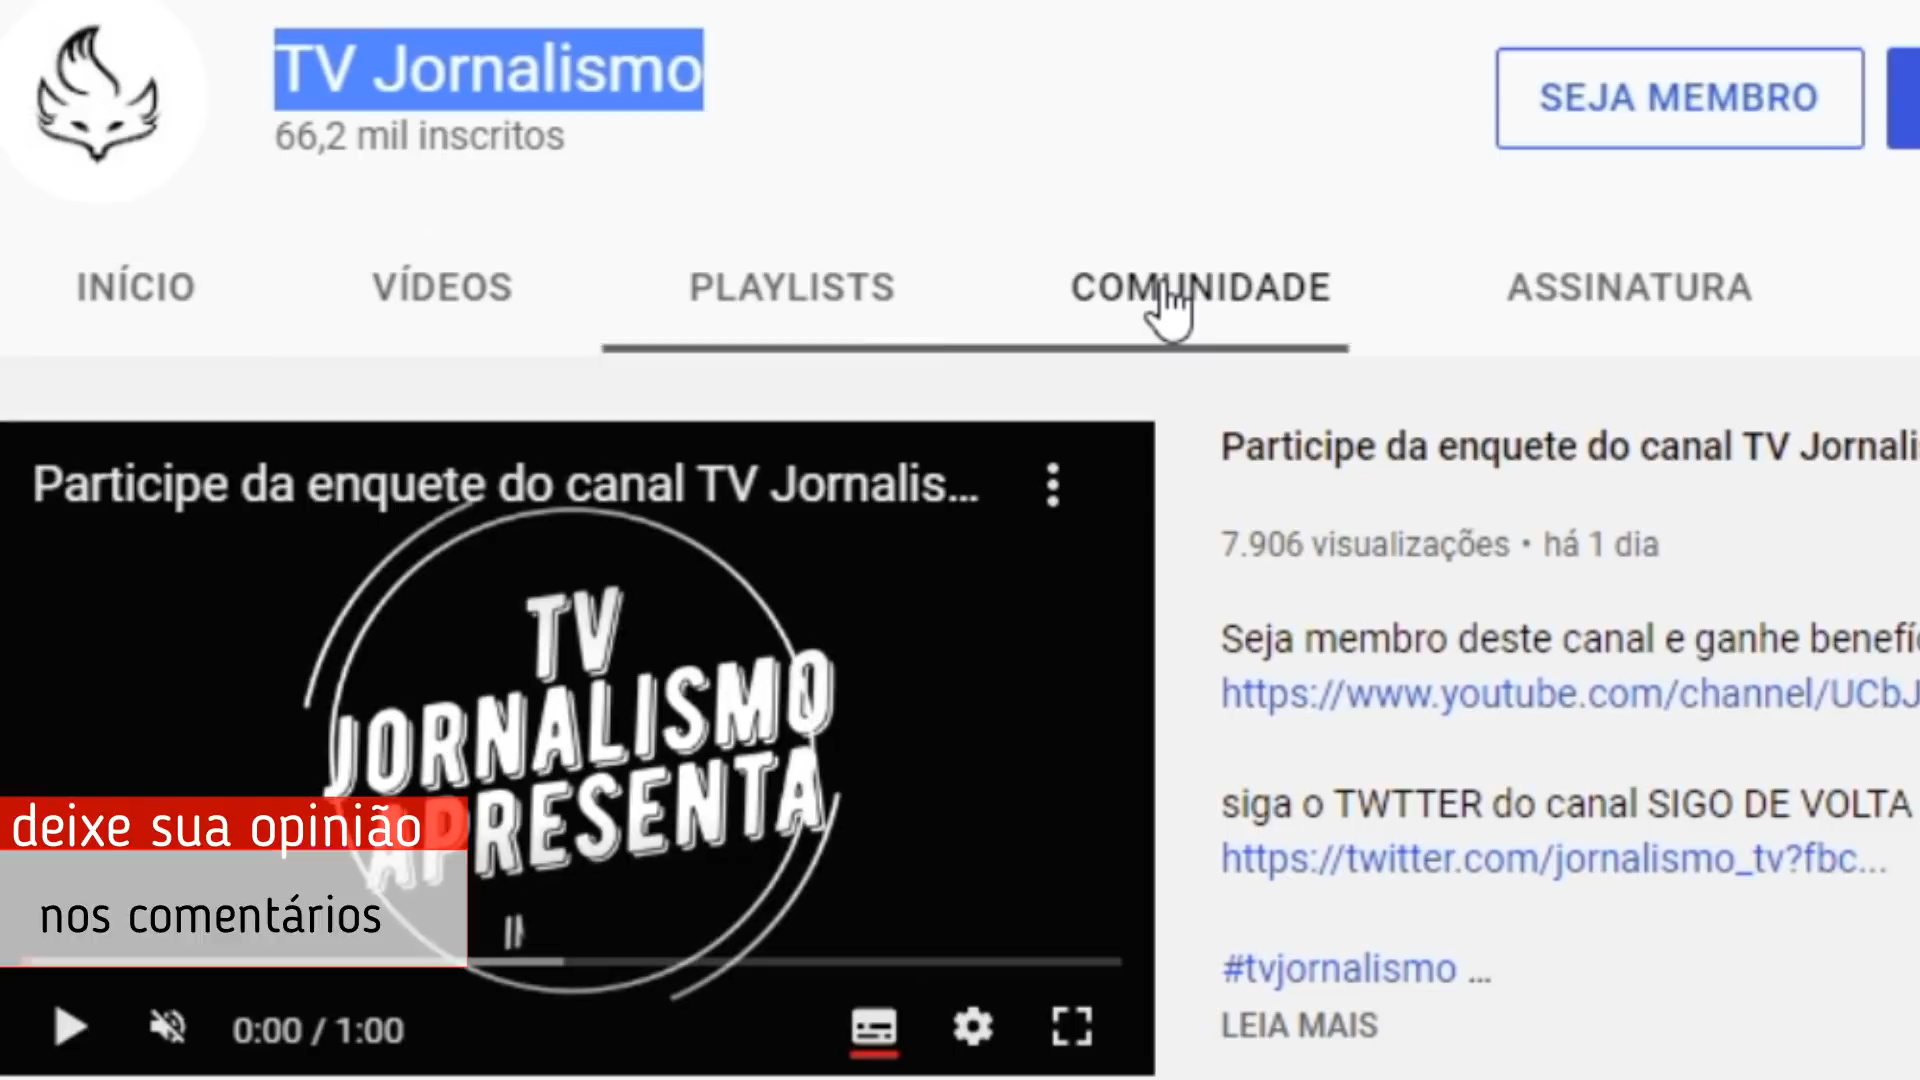 TV Jornalismo
66,2 mil inscritos
SEJA MEMBRO
INÍCIO
VÍDEOS
PLAYLISTS
COMUNIDADE
ASSINATURA
Participe da enquete do canal TV Jornalis...
TV
JORNALISMO
APRESENTA
deixe sua opinião
nos comentários
0:00 / 1:00
Participe da enquete do canal TV Jornali
7.906 visualizações • há 1 dia
Seja membro deste canal e ganhe benefí
https://www.youtube.com/channel/UCbJ
siga o TWTTER do canal SIGO DE VOLTA
https://twitter.com/jornalismo_tv?fbc...
#tvjornalismo ...
LEIA MAIS